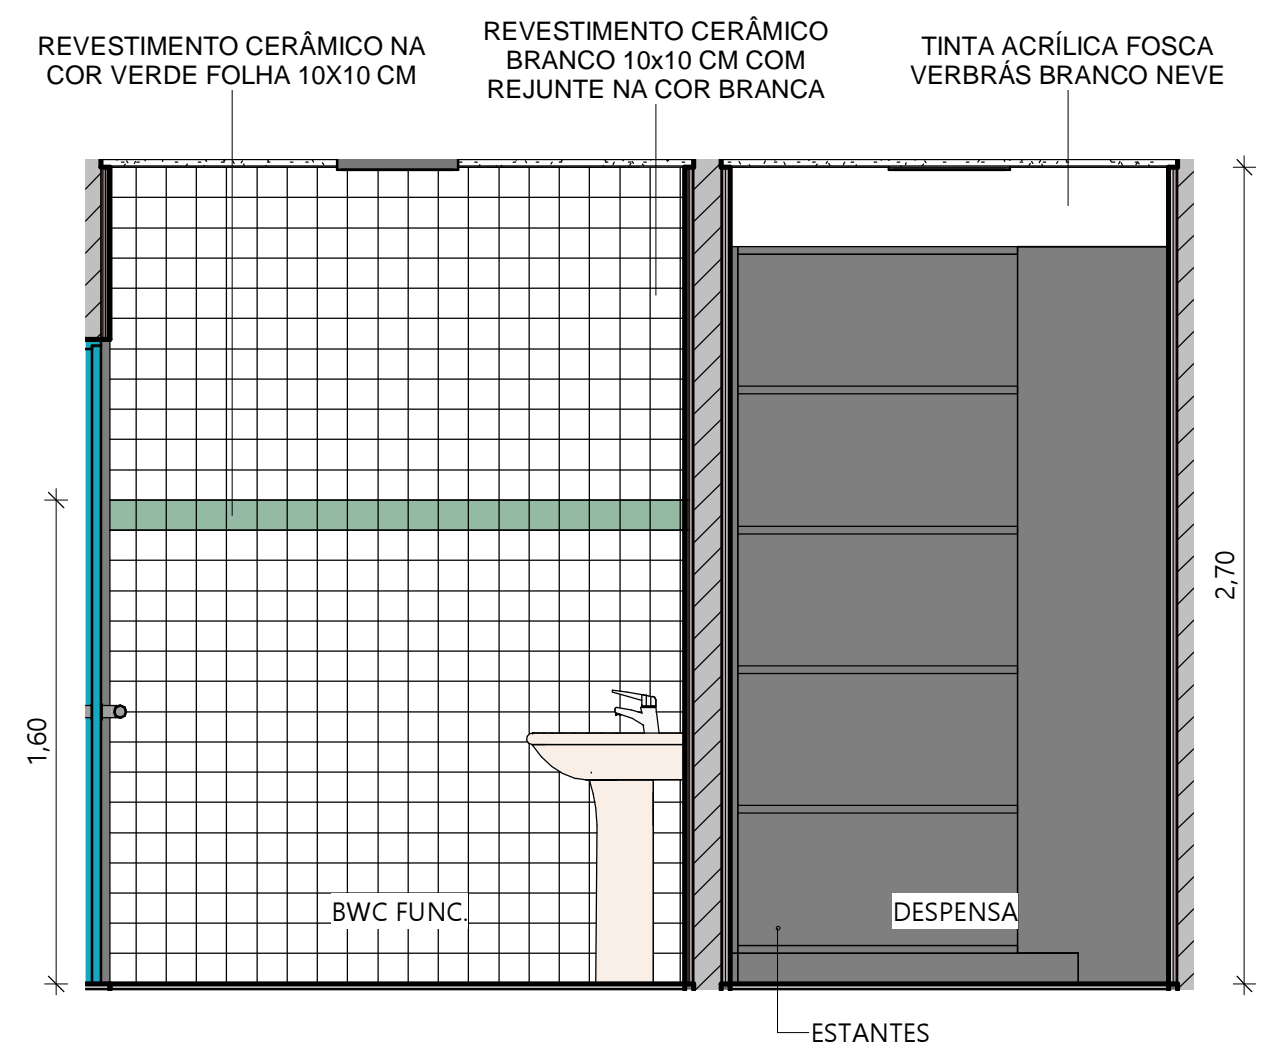 REVESTIMENTO CERÂMICO NA
COR VERDE FOLHA 10X10 CM
REVESTIMENTO CERÂMICO
BRANCO 10x10 CM COM
REJUNTE NA COR BRANCA
TINTA ACRÍLICA FOSCA
VERBRÁS BRANCO NEVE
1,60
2,70
BWC FUNC.
DESPENSA
ESTANTES